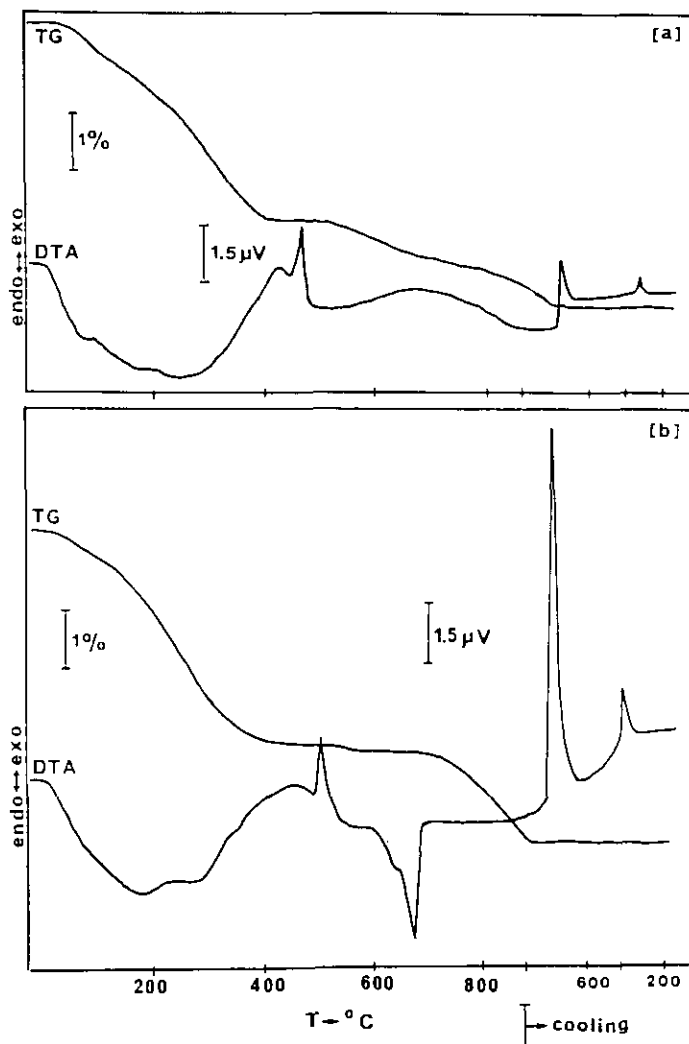 TG [a]
1%
1.5 µV
DTA
endo ↔ exo
[b]
TG
1%
1.5 µV
DTA
endo ↔ exo
200 400 600 800 600 200
T → °C
→ cooling